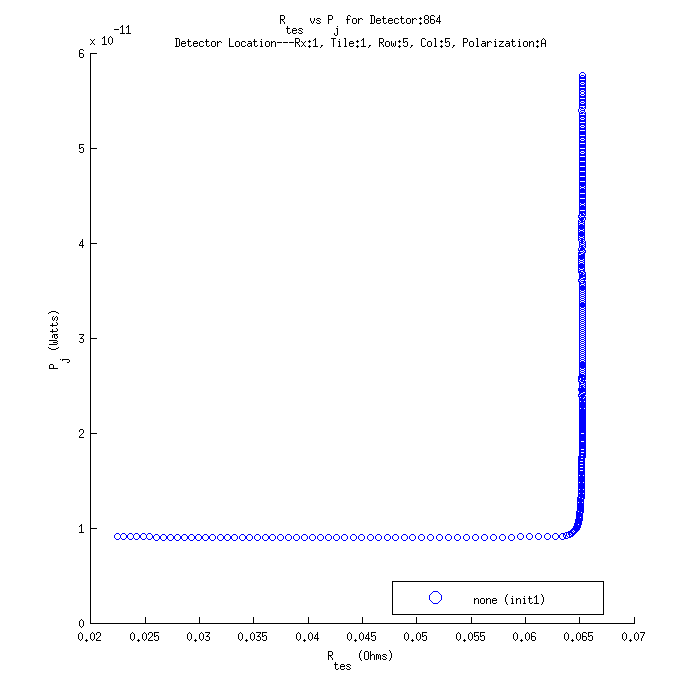 R_tes vs P_j for Detector:864
Detector Location---Rx:1, Tile:1, Row:5, Col:5, Polarization:A
x 10^-11
6
5
4
3
2
1
0
P_j (Watts)
none (init1)
0.02 0.025 0.03 0.035 0.04 0.045 0.05 0.055 0.06 0.065 0.07
R_tes (Ohms)